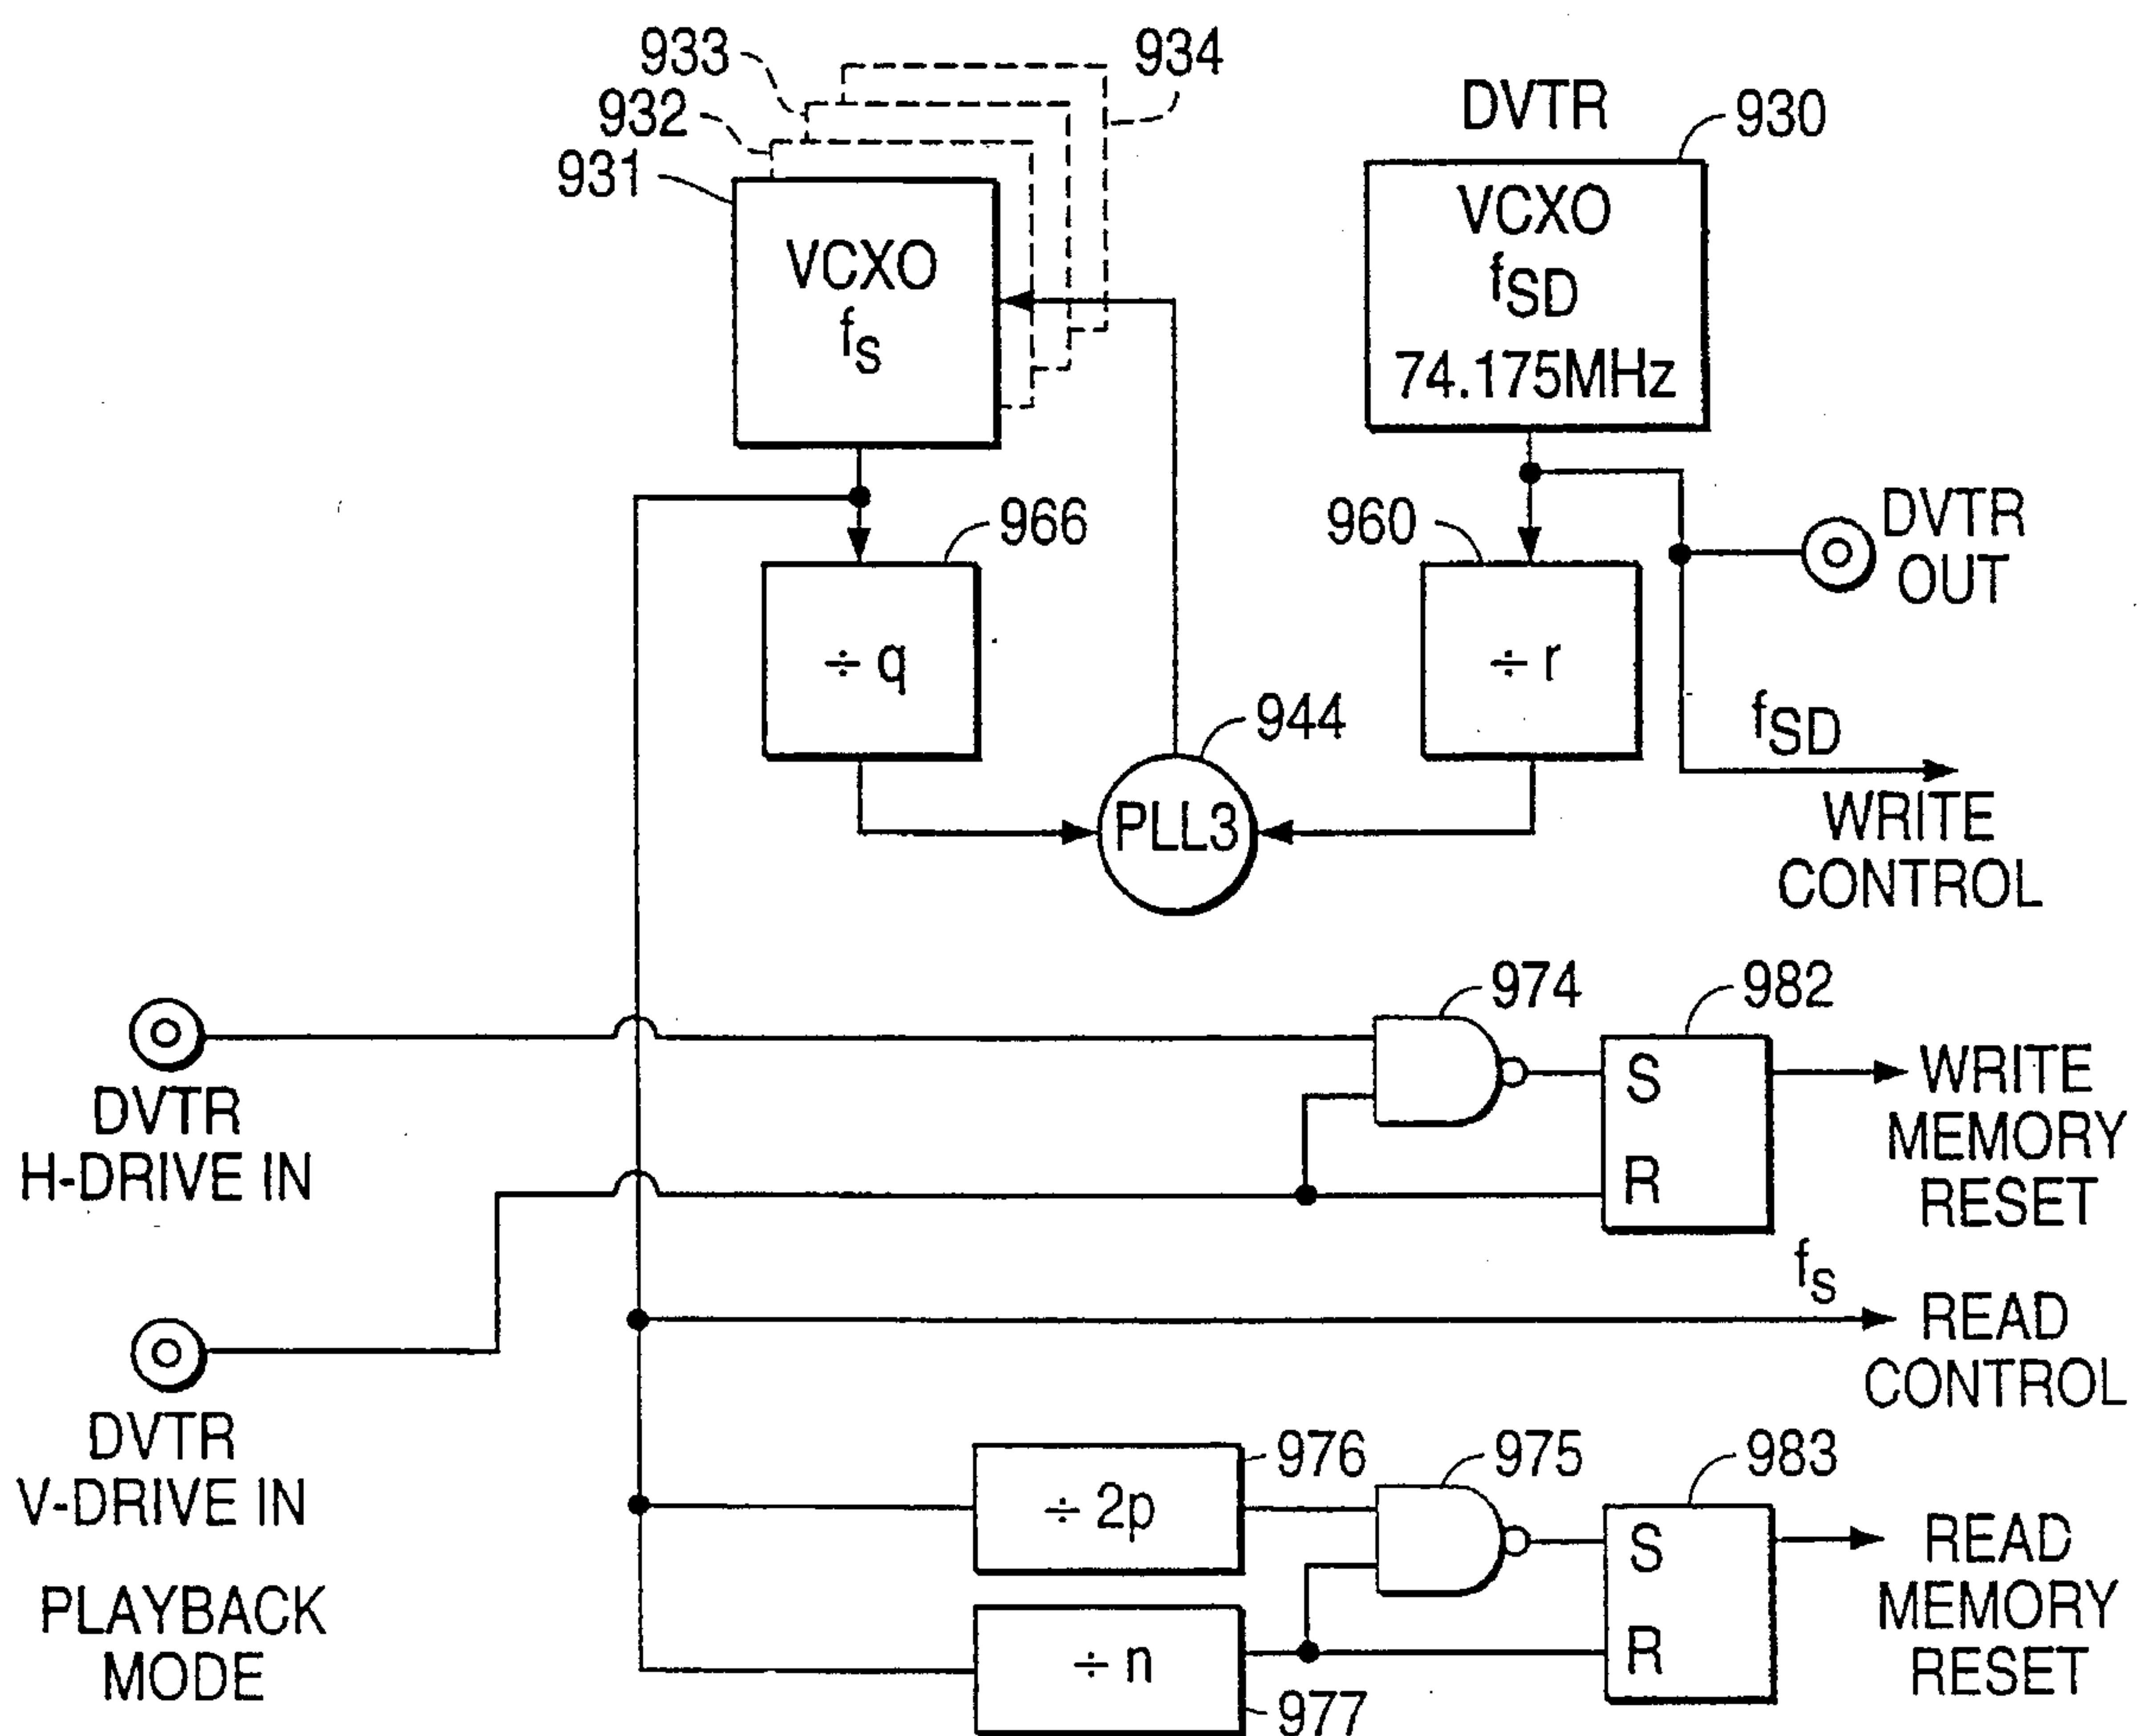 933
934
932
931
DVTR
930
VCXO
fS
VCXO
fSD
74.175MHz
966
960
DVTR
OUT
÷ q
÷ r
944
fSD
PLL3
WRITE
CONTROL
974
982
DVTR
H-DRIVE IN
S
R
WRITE
MEMORY
RESET
fS
READ
CONTROL
DVTR
V-DRIVE IN
976
975
983
÷ 2p
S
R
READ
MEMORY
RESET
PLAYBACK
MODE
÷ n
977